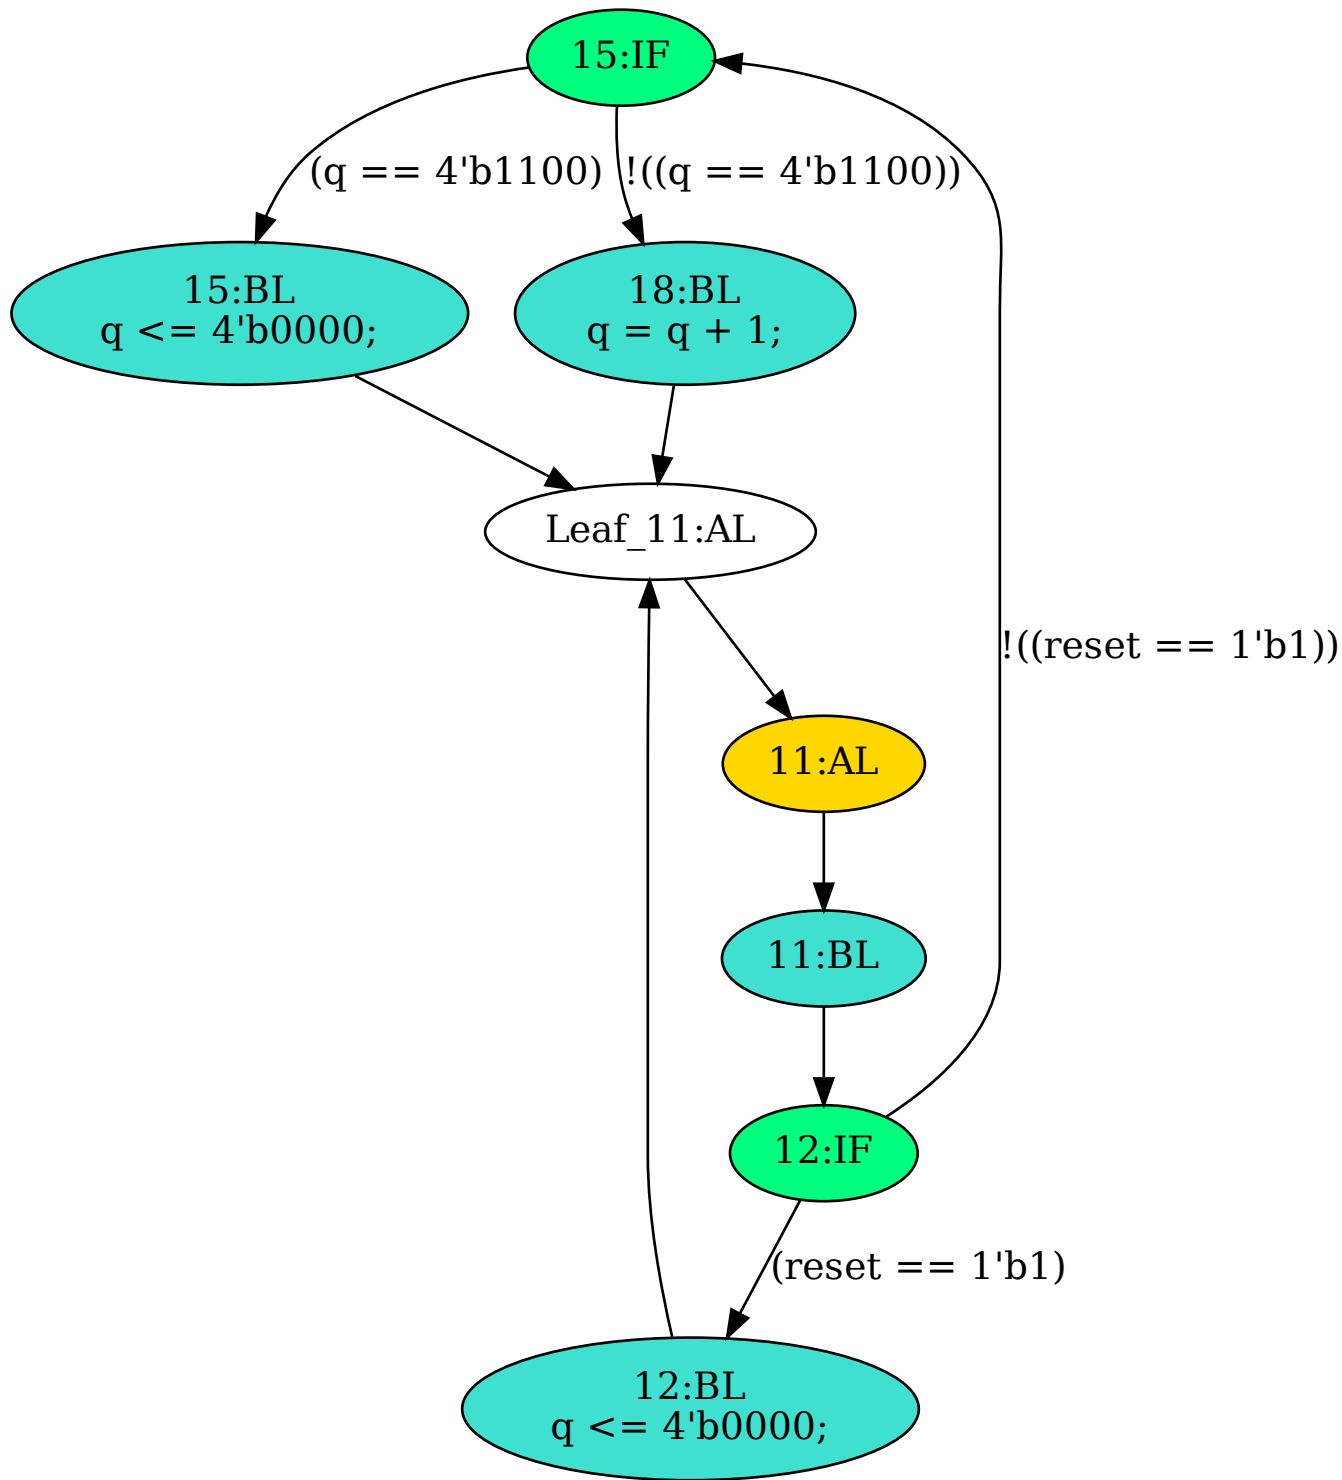 15:IF
(q == 4'b1100)
!((q == 4'b1100))
15:BL
q <= 4'b0000;
18:BL
q = q + 1;
Leaf_11:AL
!((reset == 1'b1))
11:AL
11:BL
12:IF
(reset == 1'b1)
12:BL
q <= 4'b0000;